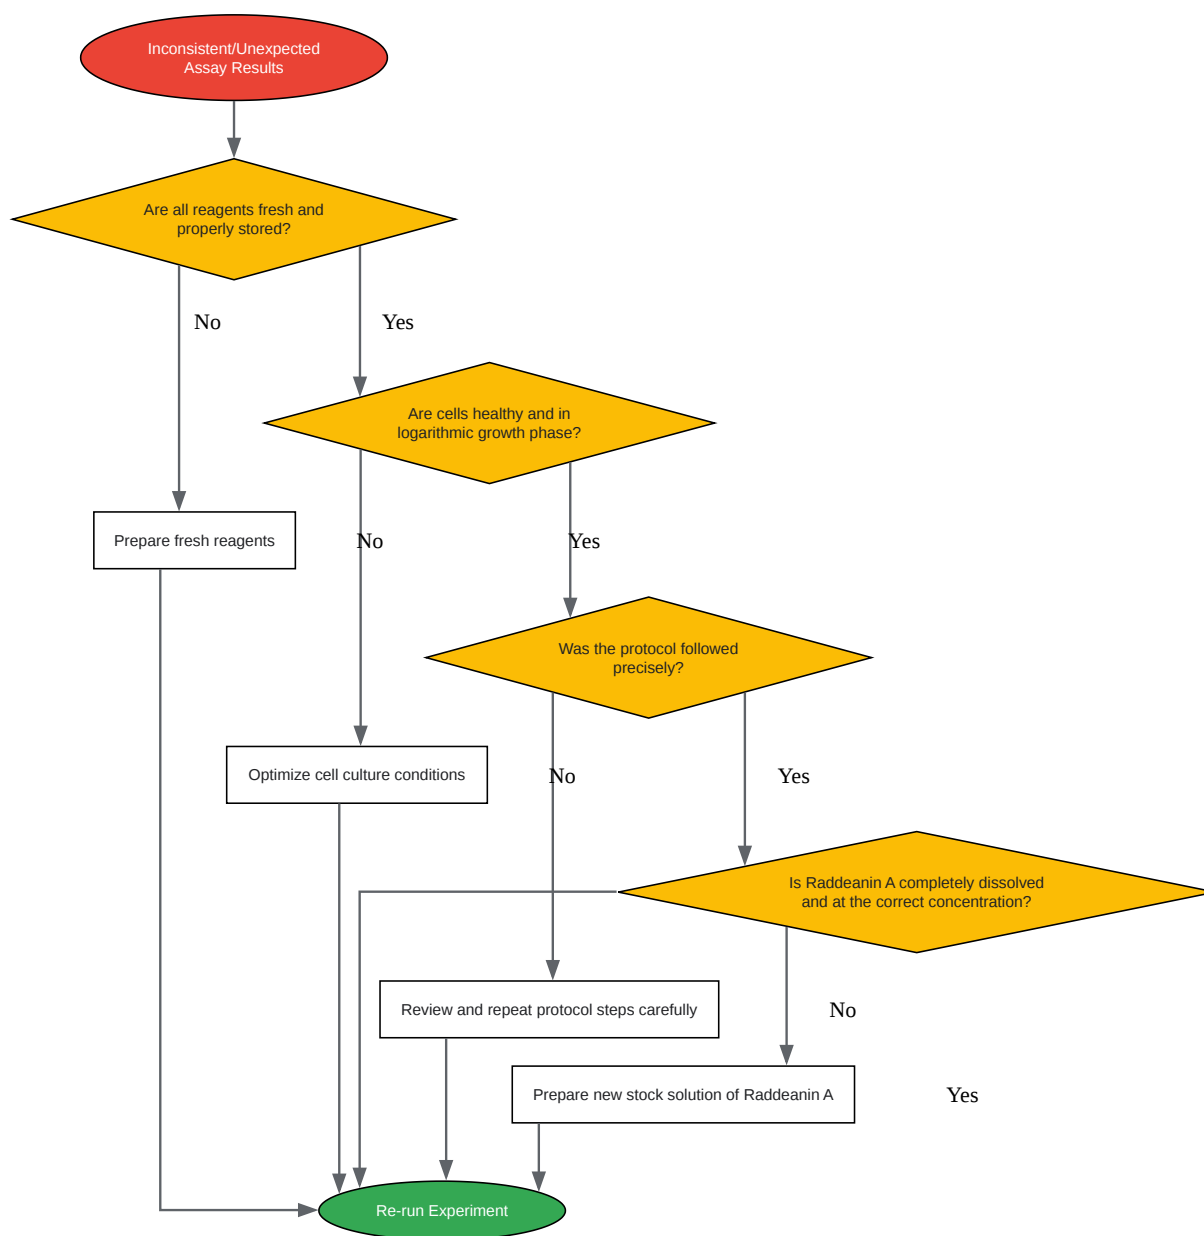 Inconsistent/Unexpected
Assay Results
Are all reagents fresh and
properly stored?
No
Yes
Are cells healthy and in
logarithmic growth phase?
Prepare fresh reagents
No
Yes
Was the protocol followed
precisely?
Optimize cell culture conditions
No
Yes
Is Raddeanin A completely dissolved
and at the correct concentration?
Review and repeat protocol steps carefully
No
Prepare new stock solution of Raddeanin A
Yes
Re-run Experiment